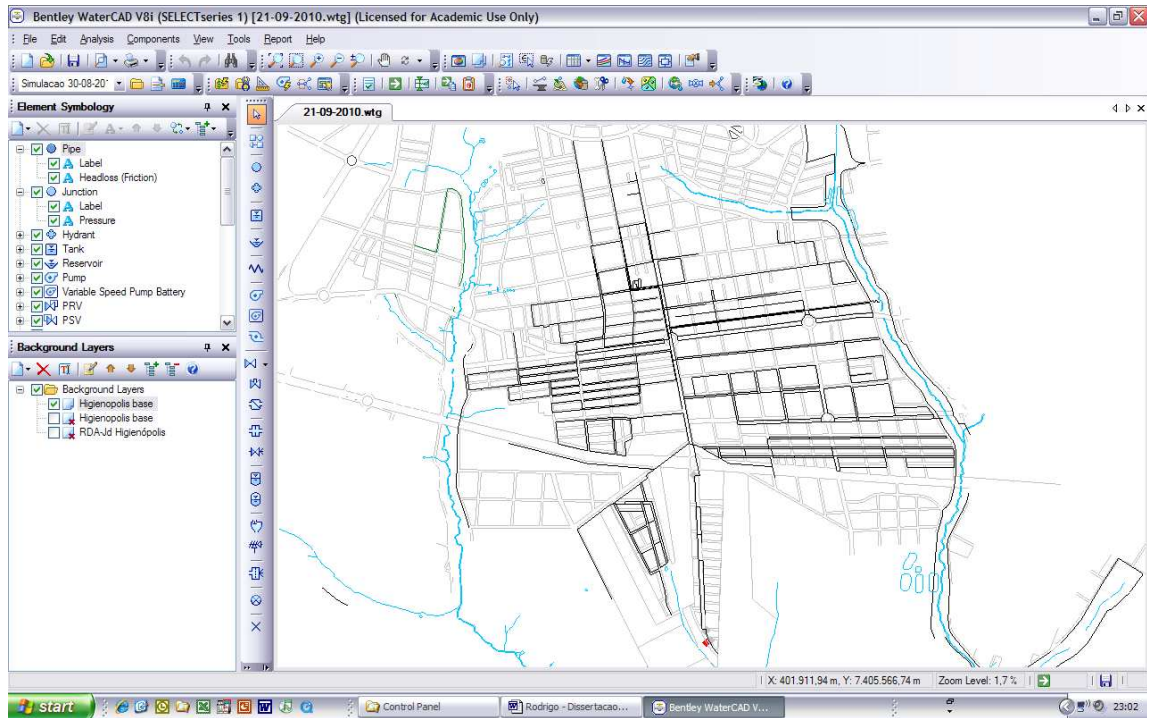 Bentley WaterCAD V8i (SELECTseries 1) [21-09-2010.wtg] (Licensed for Academic Use Only)
File Edit Analysis Components View Tools Report Help
Simulacao 30-08-20
Element Symbology
21-09-2010.wtg
Pipe
Label
Headloss (Friction)
Junction
Label
Pressure
Hydrant
Tank
Reservoir
Pump
Variable Speed Pump Battery
PRV
PSV
Background Layers
Background Layers
Higienopolis base
Higienopolis base
RDA-Jd Higienópolis
X: 401.911,94 m, Y: 7.405.566,74 m Zoom Level: 1,7 %
start Control Panel Rodrigo - Dissertacao... Bentley WaterCAD V... 23:02